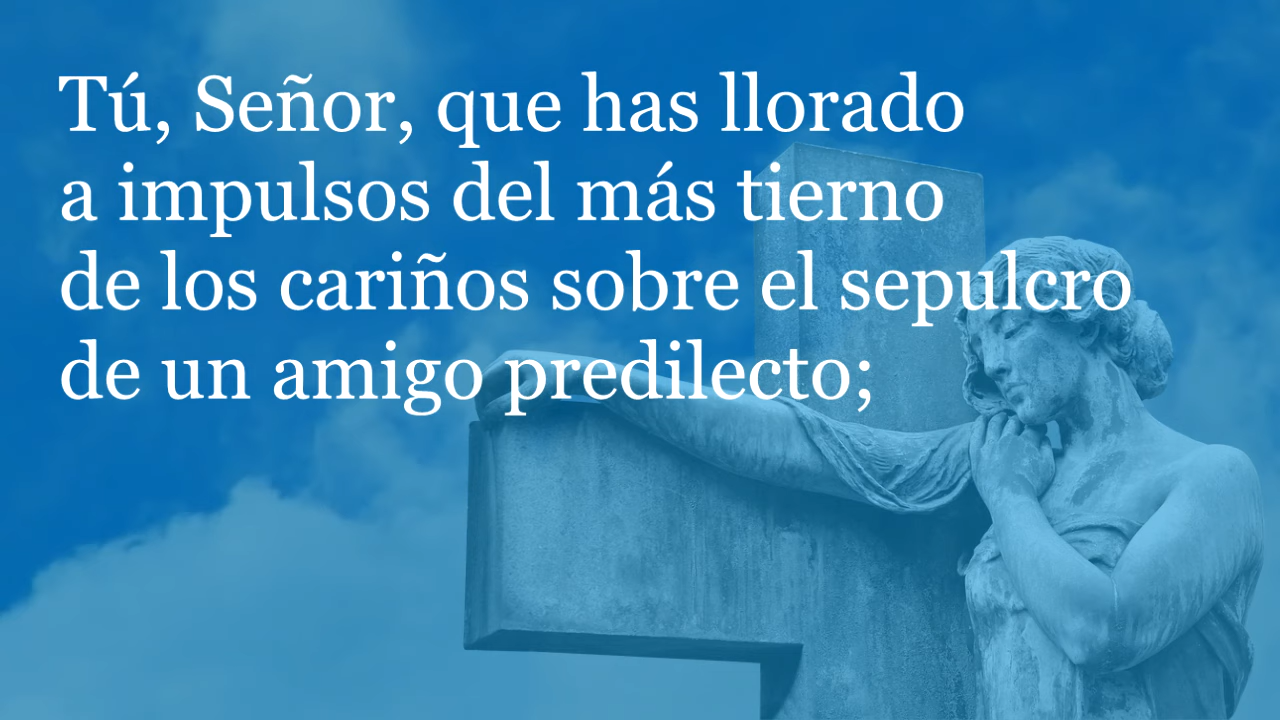 Tú, Señor, que has llorado
a impulsos del más tierno
de los cariños sobre el sepulcro
de un amigo predilecto;